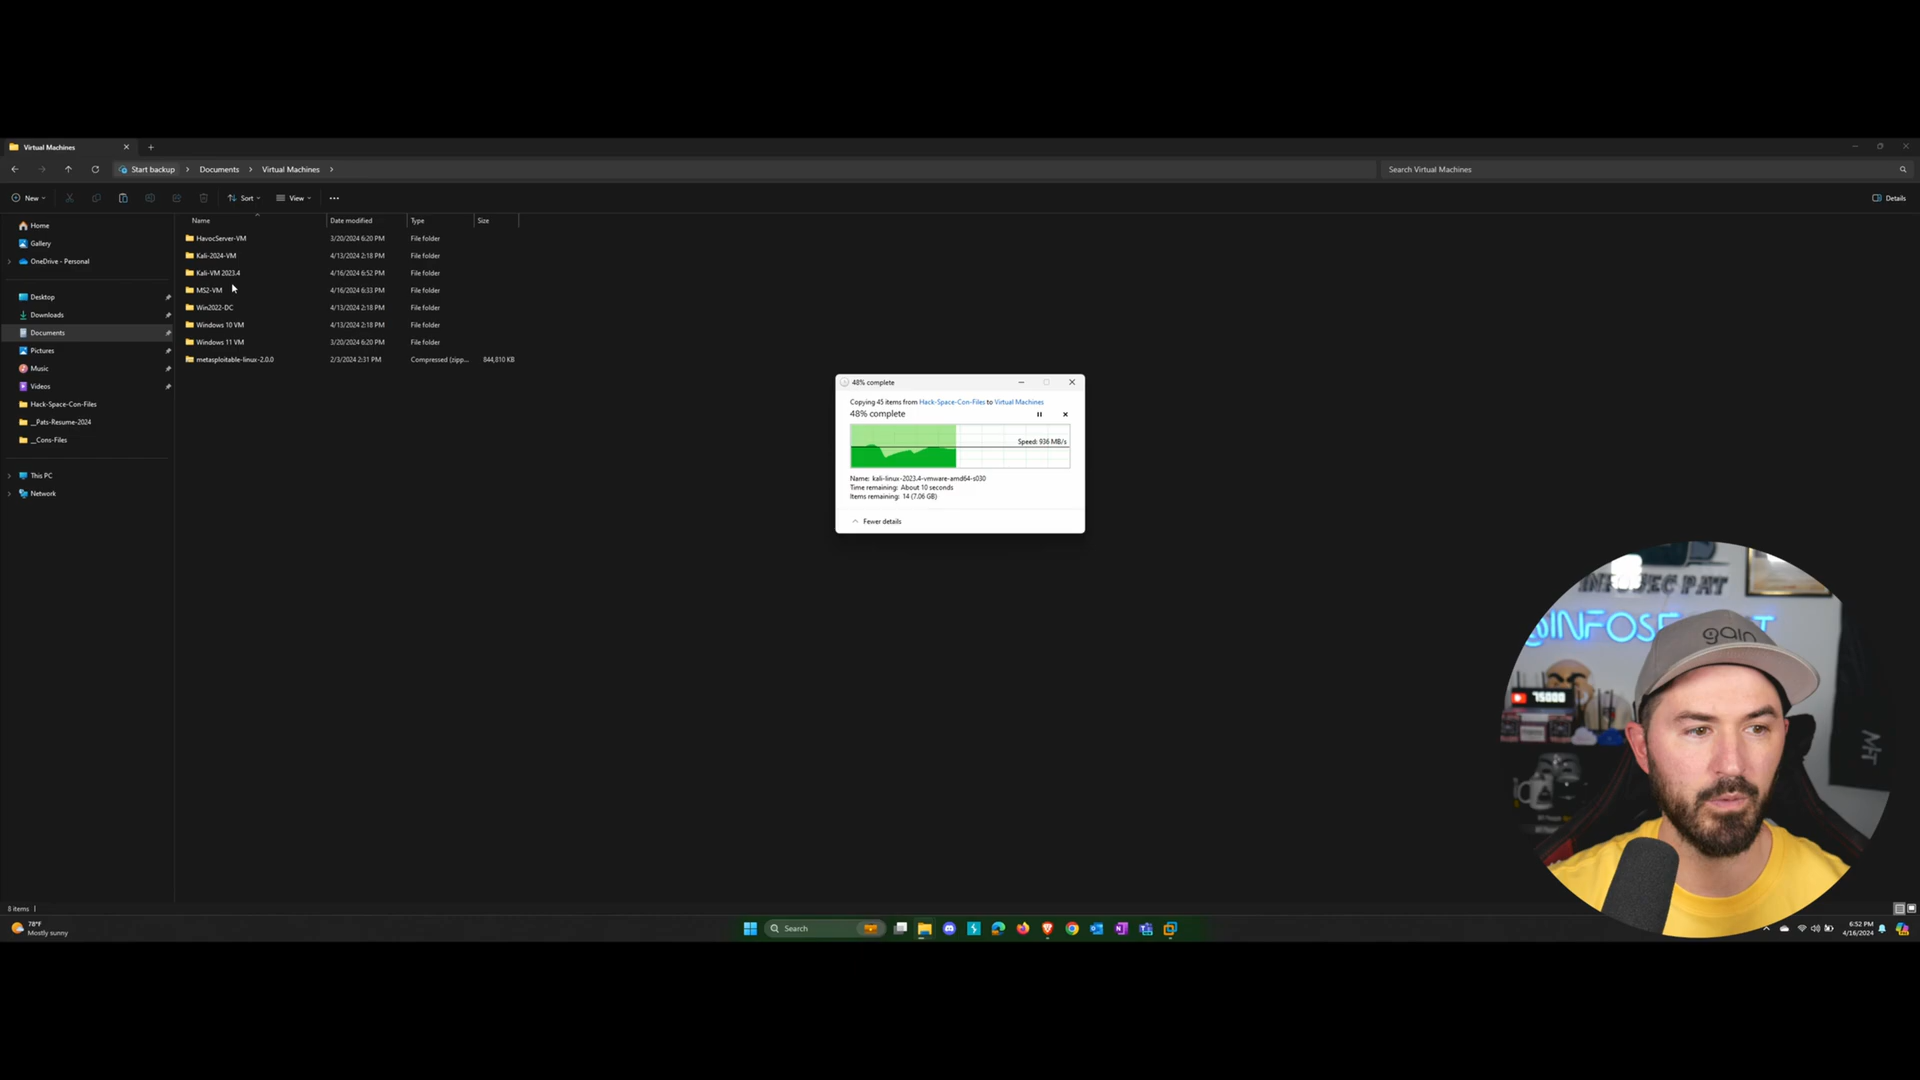 Virtual Machines
Start backup > Documents > Virtual Machines >
Search Virtual Machines
New
Sort
View
Details
Name Date modified Type Size
HavocServer-VM 3/20/2024 6:20 PM File folder
Kali-2024-VM 4/13/2024 2:18 PM File folder
Kali-VM 2023.4 4/16/2024 6:52 PM File folder
MS2-VM 4/16/2024 6:33 PM File folder
Win2022-DC 4/13/2024 2:18 PM File folder
Windows 10 VM 4/13/2024 2:18 PM File folder
Windows 11 VM 3/20/2024 6:20 PM File folder
metasploitable-linux-2.0.0 2/3/2024 2:31 PM Compressed (zipp... 844,810 KB
Home
Gallery
OneDrive - Personal
Desktop
Downloads
Documents
Pictures
Music
Videos
Hack-Space-Con-Files
__Pats-Resume-2024
__Cons-Files
This PC
Network
48% complete
Copying 45 items from Hack-Space-Con-Files to Virtual Machines
48% complete
Speed: 936 MB/s
Name: kali-linux-2023.4-vmware-amd64-s030
Time remaining: About 10 seconds
Items remaining: 14 (7.06 GB)
Fewer details
INFOSEC PAT
gain
75000
8 items
78°F
Mostly sunny
Search
6:52 PM
4/16/2024